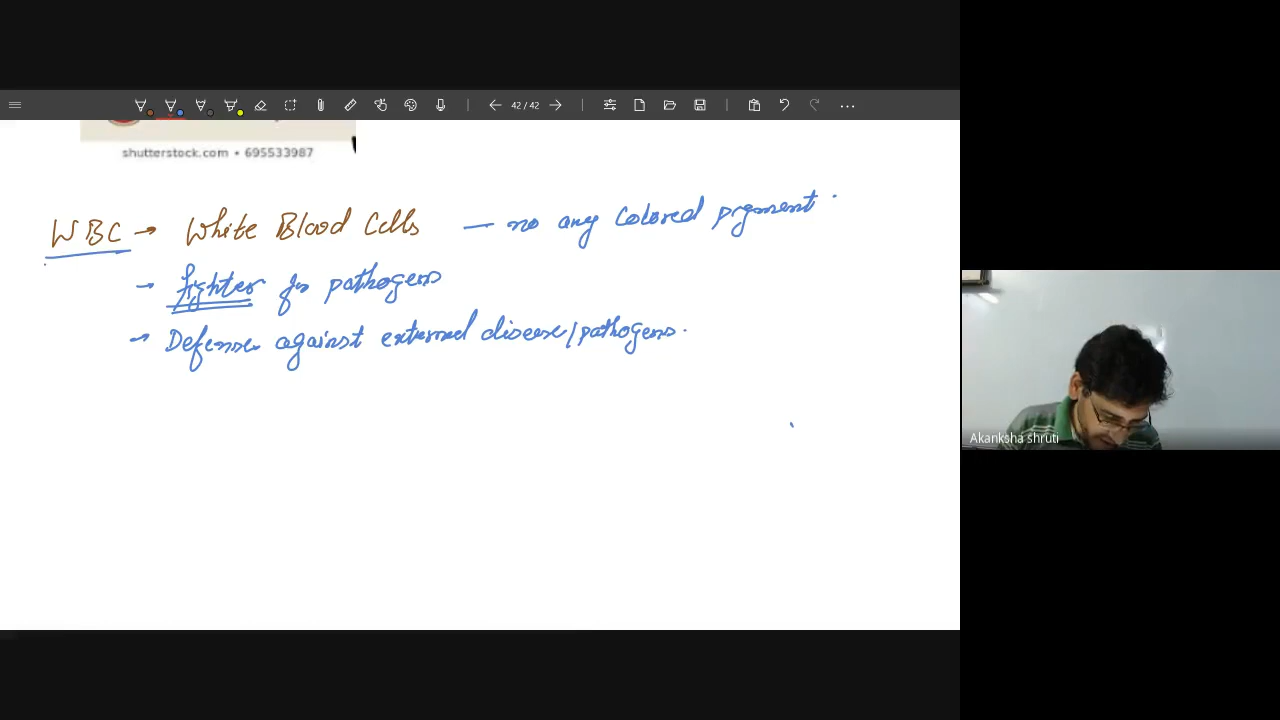 42 / 42
shutterstock.com • 695533987
WBC → White Blood Cells — no any Colored pigment.
→ fighter for pathogens
→ Defense against external disease/pathogens.
Akanksha shruti